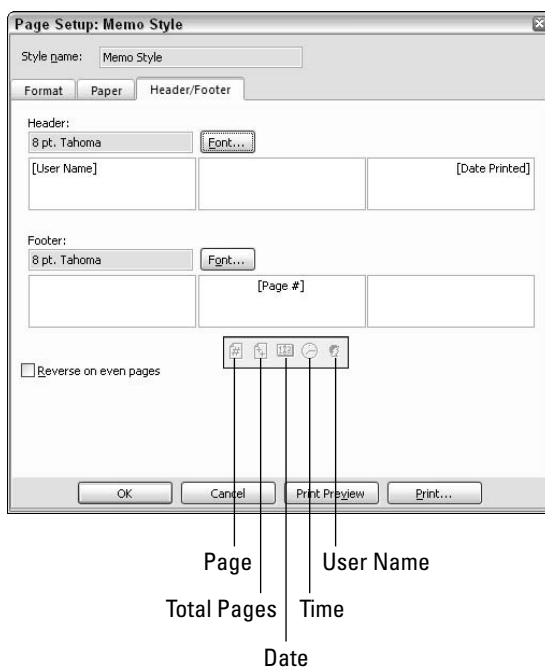 Page Setup: Memo Style
Style name: Memo Style
Format Paper Header/Footer
Header:
8 pt. Tahoma Font...
[User Name] [Date Printed]
Footer:
8 pt. Tahoma Font...
[Page #]
Reverse on even pages
OK Cancel Print Preview Print...
Page User Name
Total Pages Time
Date